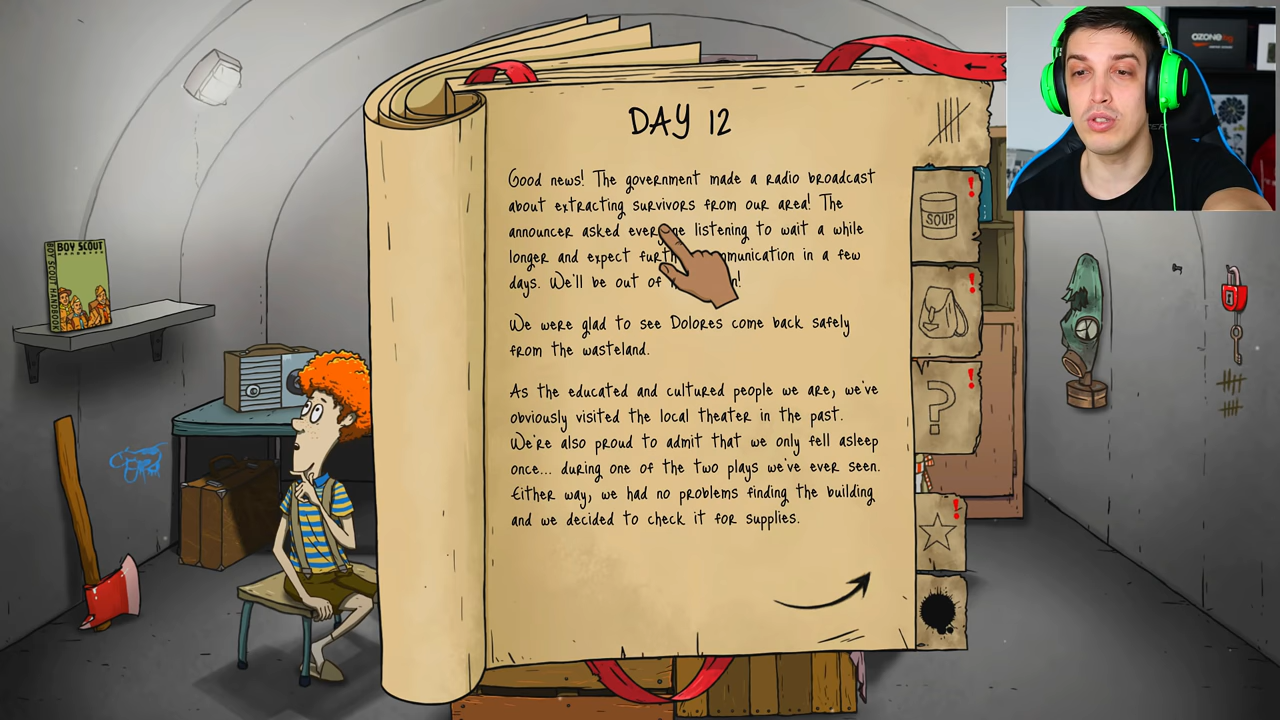 DAY 12
Good news! The government made a radio broadcast
about extracting survivors from our area! The
announcer asked listening to wait a while
longer and expect in a few
days. We'll be out of
We were glad to see Dolores come back safely
from the wasteland.
As the educated and cultured people we are, we've
obviously visited the local theater in the past.
We're also proud to admit that we only fell asleep
once... during one of the two plays we've ever seen.
Either way, we had no problems finding the building
and we decided to check it for supplies.
SOUP
!
!
?
!
!
BOY SCOUT
HANDBOOK
BOY SCOUT
ozone